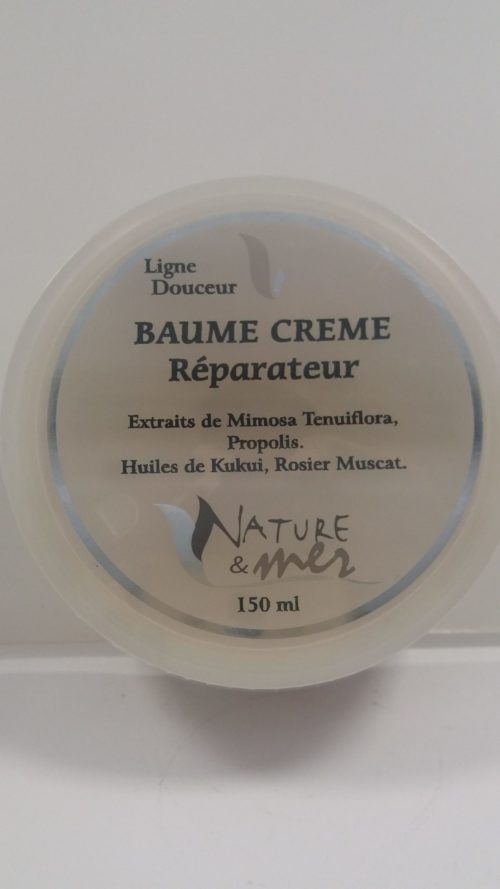 Ligne
Douceur
BAUME CREME
Réparateur
Extraits de Mimosa Tenuiflora,
Propolis.
Huiles de Kukui, Rosier Muscat.
NATURE
& mer
150 ml